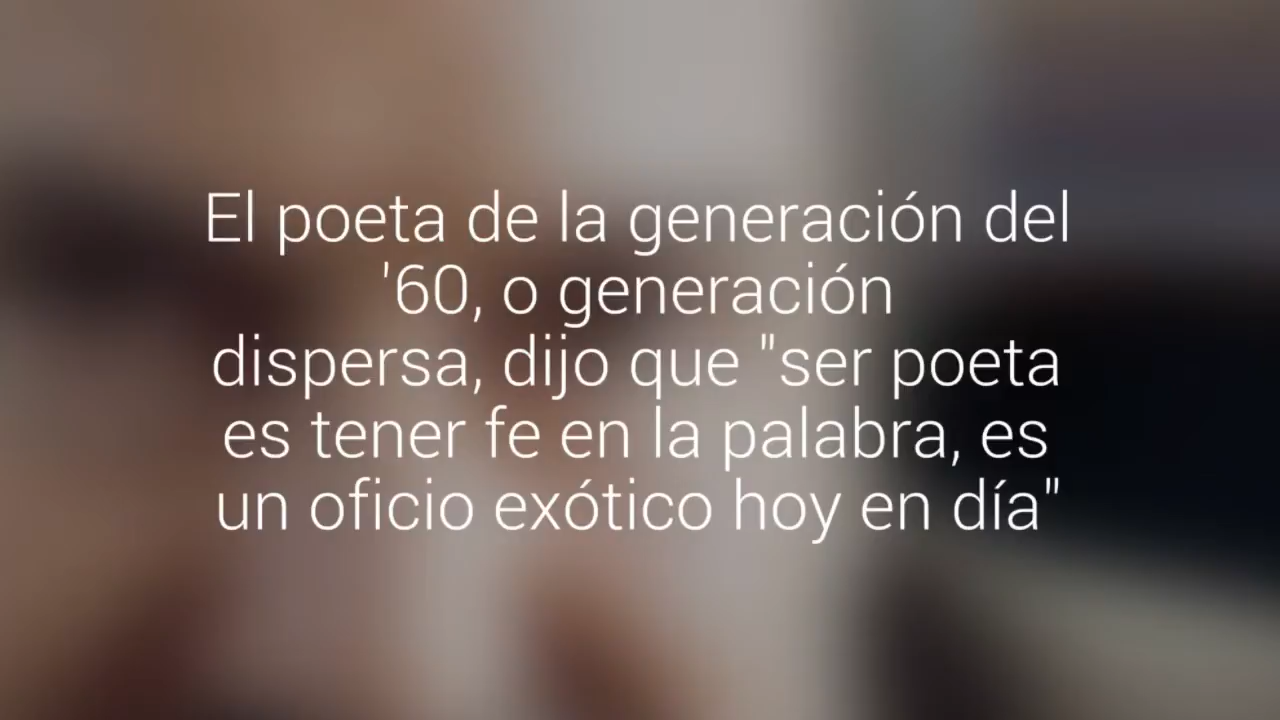 El poeta de la generación del
'60, o generación
dispersa, dijo que "ser poeta
es tener fe en la palabra, es
un oficio exótico hoy en día"